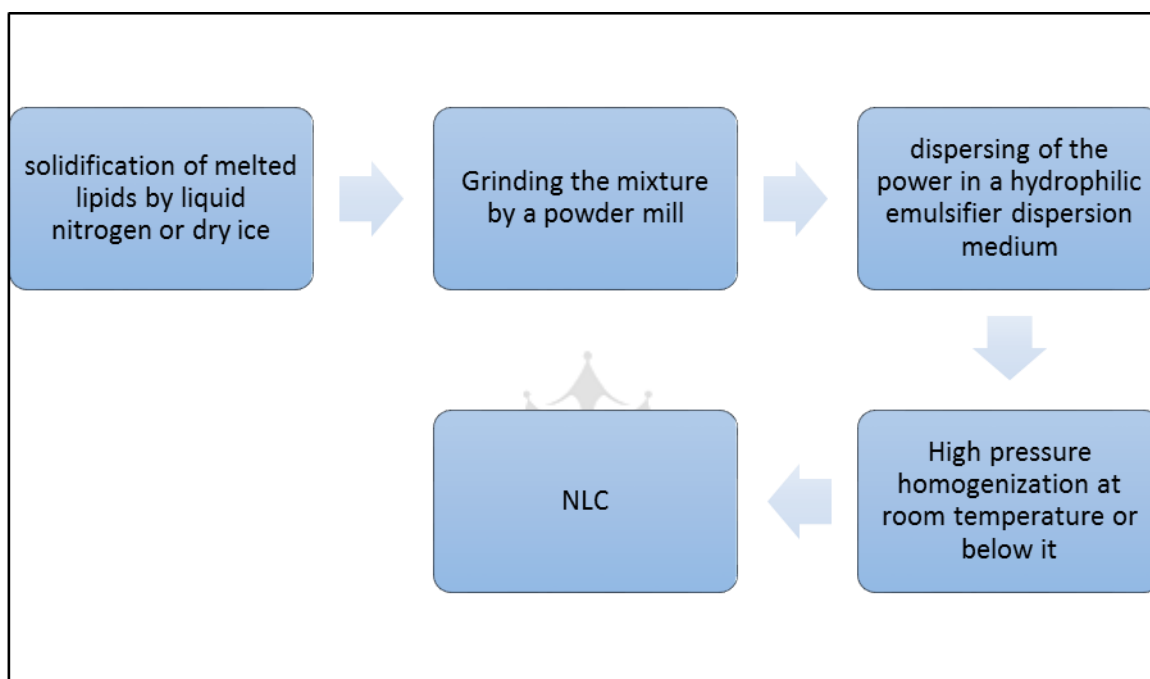 solidification of melted
lipids by liquid
nitrogen or dry ice
Grinding the mixture
by a powder mill
dispersing of the
power in a hydrophilic
emulsifier dispersion
medium
High pressure
homogenization at
room temperature or
below it
NLC